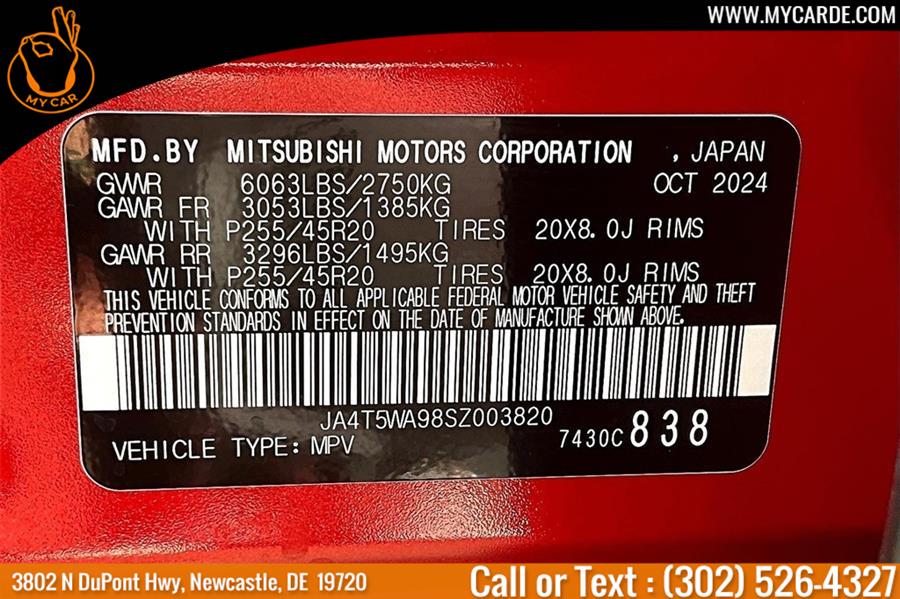 WWW.MYCARDE.COM
MY CAR
MFD.BY MITSUBISHI MOTORS CORPORATION , JAPAN
GVWR 6063LBS/2750KG OCT 2024
GAWR FR 3053LBS/1385KG
WITH P255/45R20 TIRES 20X8.0J RIMS
GAWR RR 3296LBS/1495KG
WITH P255/45R20 TIRES 20X8.0J RIMS
THIS VEHICLE CONFORMS TO ALL APPLICABLE FEDERAL MOTOR VEHICLE SAFETY AND THEFT
PREVENTION STANDARDS IN EFFECT ON THE DATE OF MANUFACTURE SHOWN ABOVE.
JA4T5WA98SZ003820
VEHICLE TYPE: MPV 7430C 838
3802 N DuPont Hwy, Newcastle, DE 19720 Call or Text : (302) 526-4327